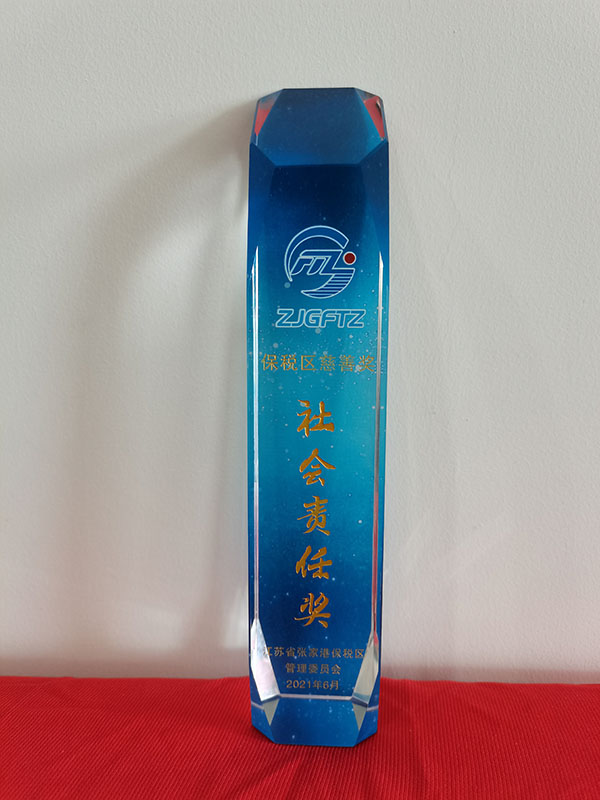 FTZ
ZJGFTZ
保税区慈善奖
社会责任奖
江苏省张家港保税区
管理委员会
2021年6月